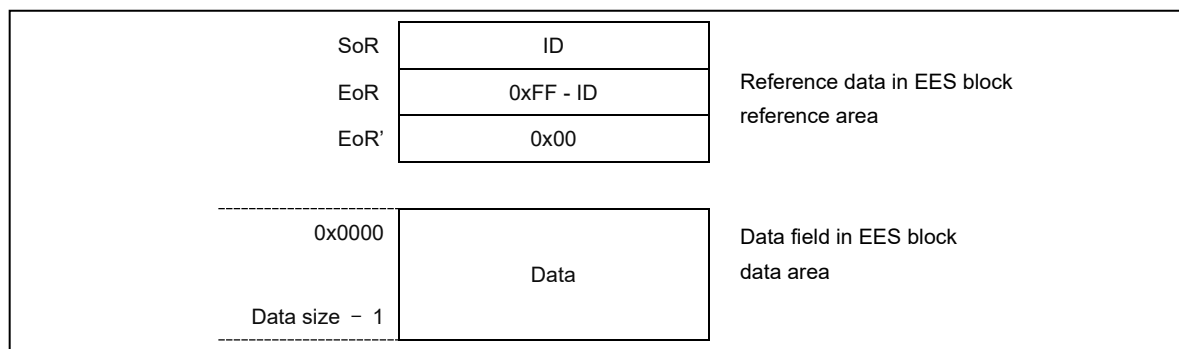 SoR ID
EoR 0xFF - ID
EoR’ 0x00
Reference data in EES block
reference area
0x0000
Data
Data size － 1
Data field in EES block
data area